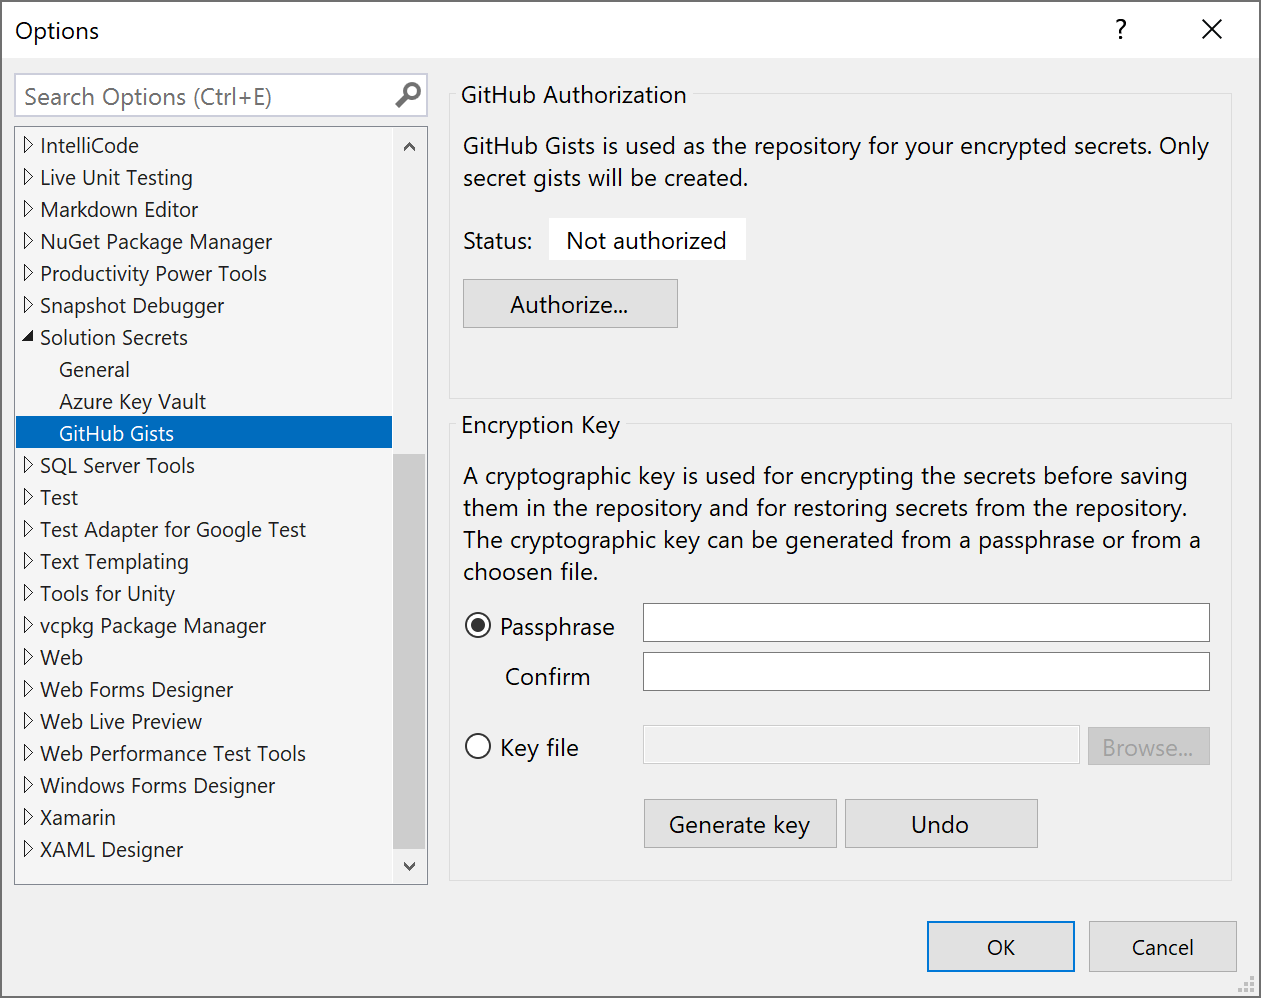 Options
?
Search Options (Ctrl+E)
IntelliCode
Live Unit Testing
Markdown Editor
NuGet Package Manager
Productivity Power Tools
Snapshot Debugger
Solution Secrets
General
Azure Key Vault
GitHub Gists
SQL Server Tools
Test
Test Adapter for Google Test
Text Templating
Tools for Unity
vcpkg Package Manager
Web
Web Forms Designer
Web Live Preview
Web Performance Test Tools
Windows Forms Designer
Xamarin
XAML Designer
GitHub Authorization
GitHub Gists is used as the repository for your encrypted secrets. Only
secret gists will be created.
Status: Not authorized
Authorize...
Encryption Key
A cryptographic key is used for encrypting the secrets before saving
them in the repository and for restoring secrets from the repository.
The cryptographic key can be generated from a passphrase or from a
choosen file.
Passphrase
Confirm
Key file Browse...
Generate key Undo
OK Cancel